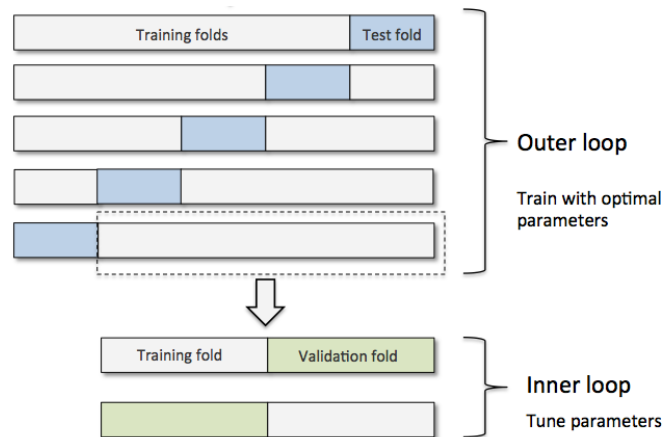 Training folds
Test fold
Outer loop
Train with optimal
parameters
Training fold
Validation fold
Inner loop
Tune parameters